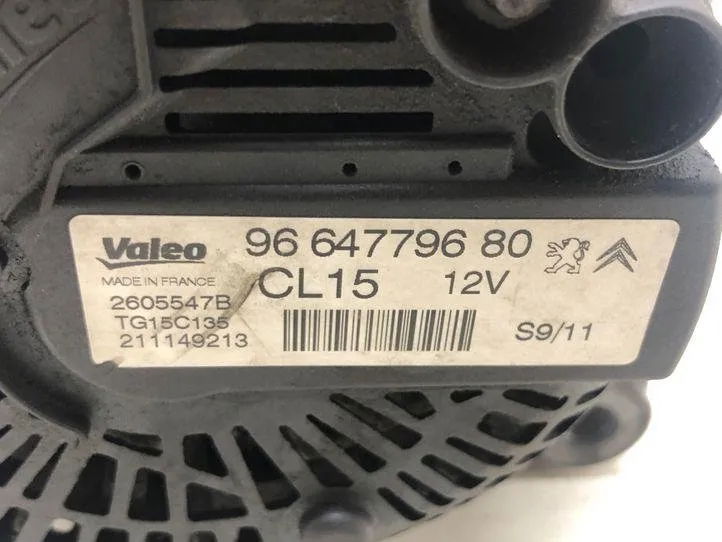 Valeo 96 647796 80
MADE IN FRANCE CL15 12V
2605547B
TG15C135
211149213 S9/11